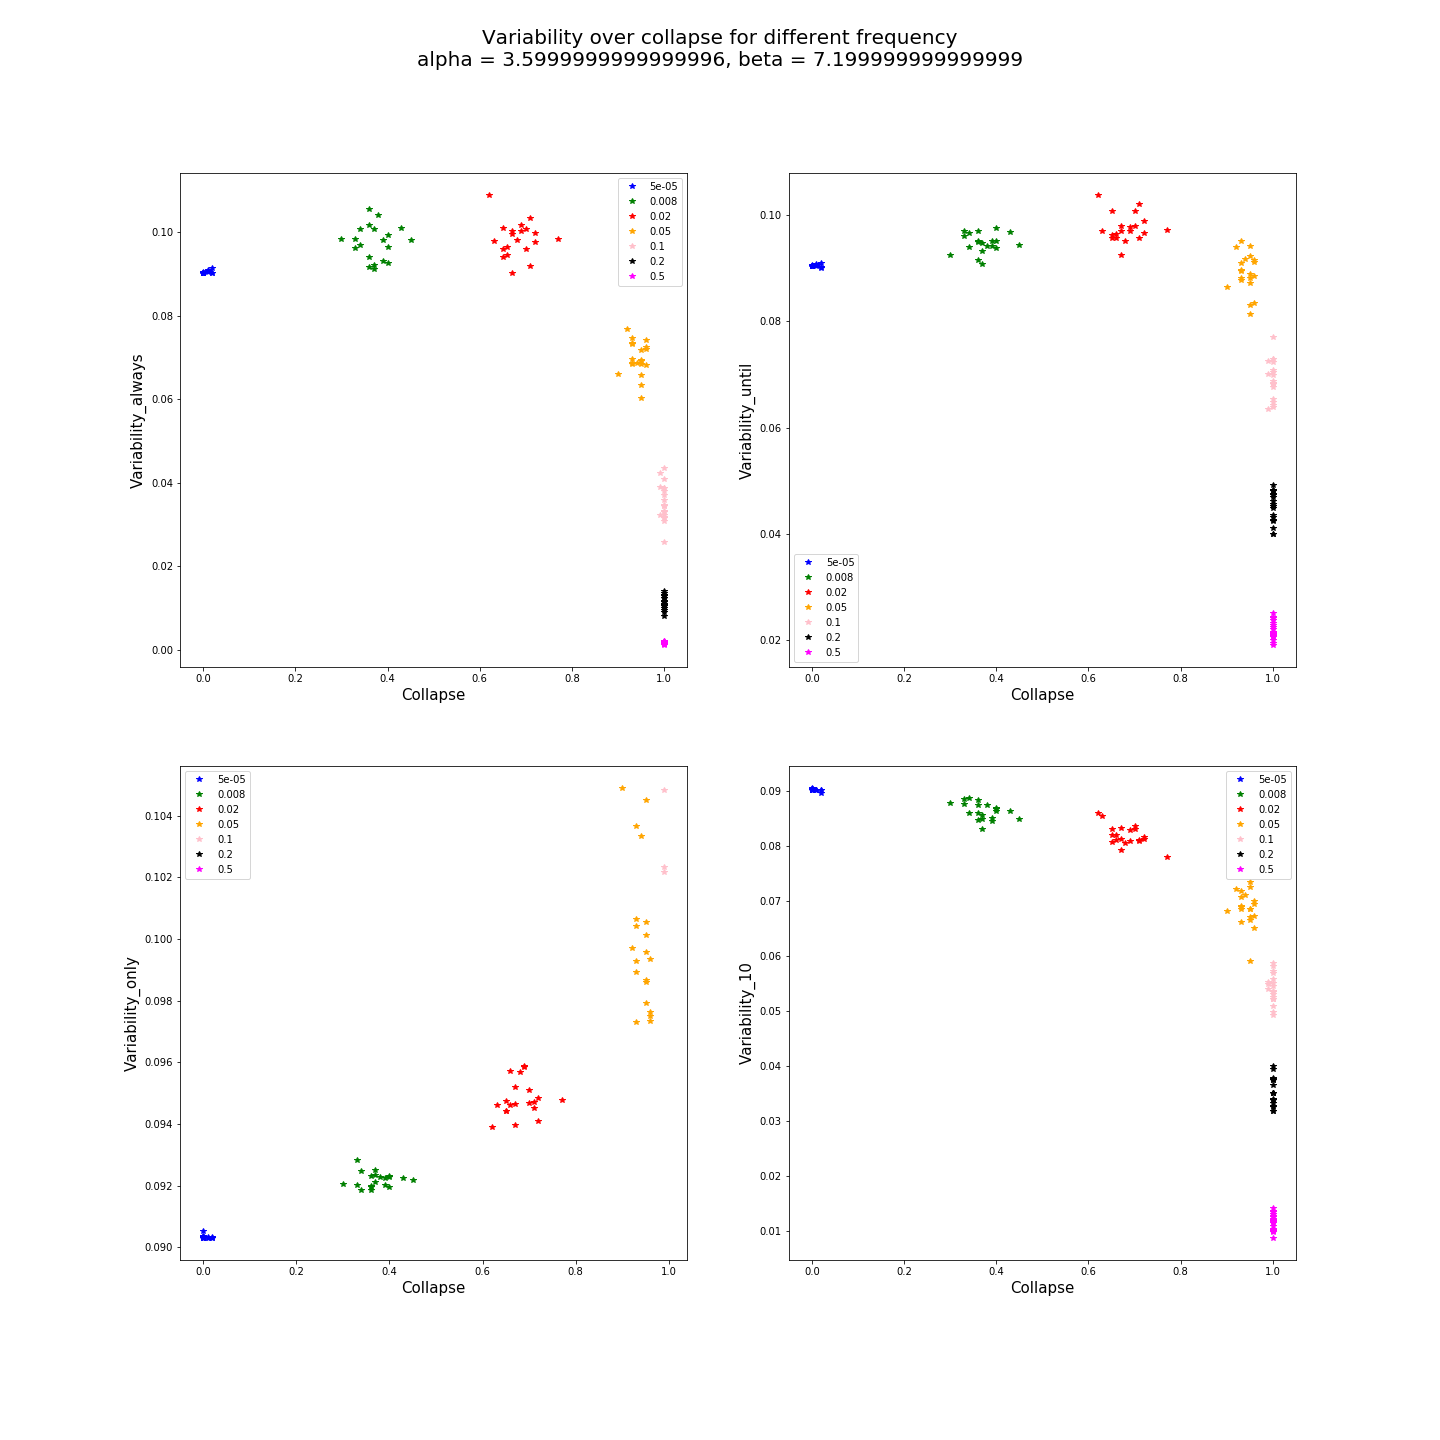 Variability over collapse for different frequency
alpha = 3.5999999999999996, beta = 7.199999999999999
0.10
0.08
0.06
0.04
0.02
0.00
Variability_always
5e-05
0.008
0.02
0.05
0.1
0.2
0.5
0.0 0.2 0.4 0.6 0.8 1.0
Collapse
0.10
0.08
0.06
0.04
0.02
Variability_until
5e-05
0.008
0.02
0.05
0.1
0.2
0.5
0.0 0.2 0.4 0.6 0.8 1.0
Collapse
0.104
0.102
0.100
0.098
0.096
0.094
0.092
0.090
Variability_only
5e-05
0.008
0.02
0.05
0.1
0.2
0.5
0.0 0.2 0.4 0.6 0.8 1.0
Collapse
0.09
0.08
0.07
0.06
0.05
0.04
0.03
0.02
0.01
Variability_10
5e-05
0.008
0.02
0.05
0.1
0.2
0.5
0.0 0.2 0.4 0.6 0.8 1.0
Collapse